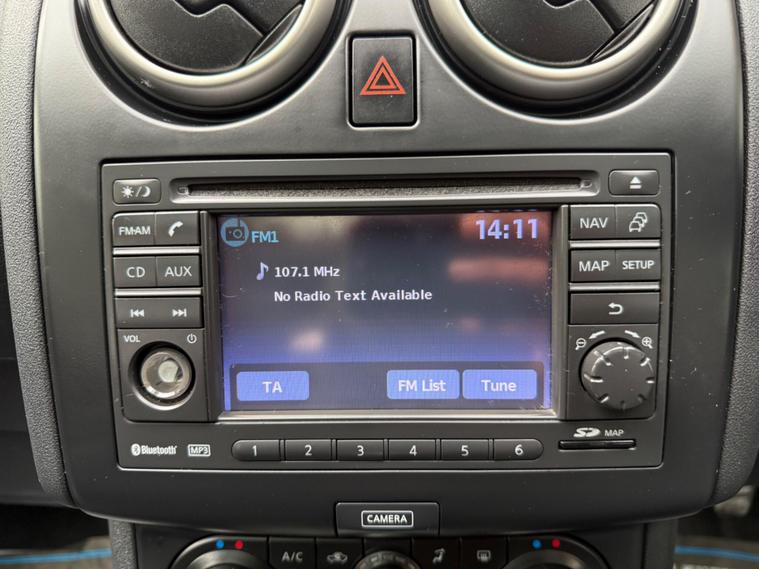 FM1
14:11
107.1 MHz
No Radio Text Available
TA
FM List
Tune
FM·AM
CD
AUX
VOL
NAV
MAP
SETUP
Bluetooth
MP3
1
2
3
4
5
6
SD MAP
CAMERA
A/C